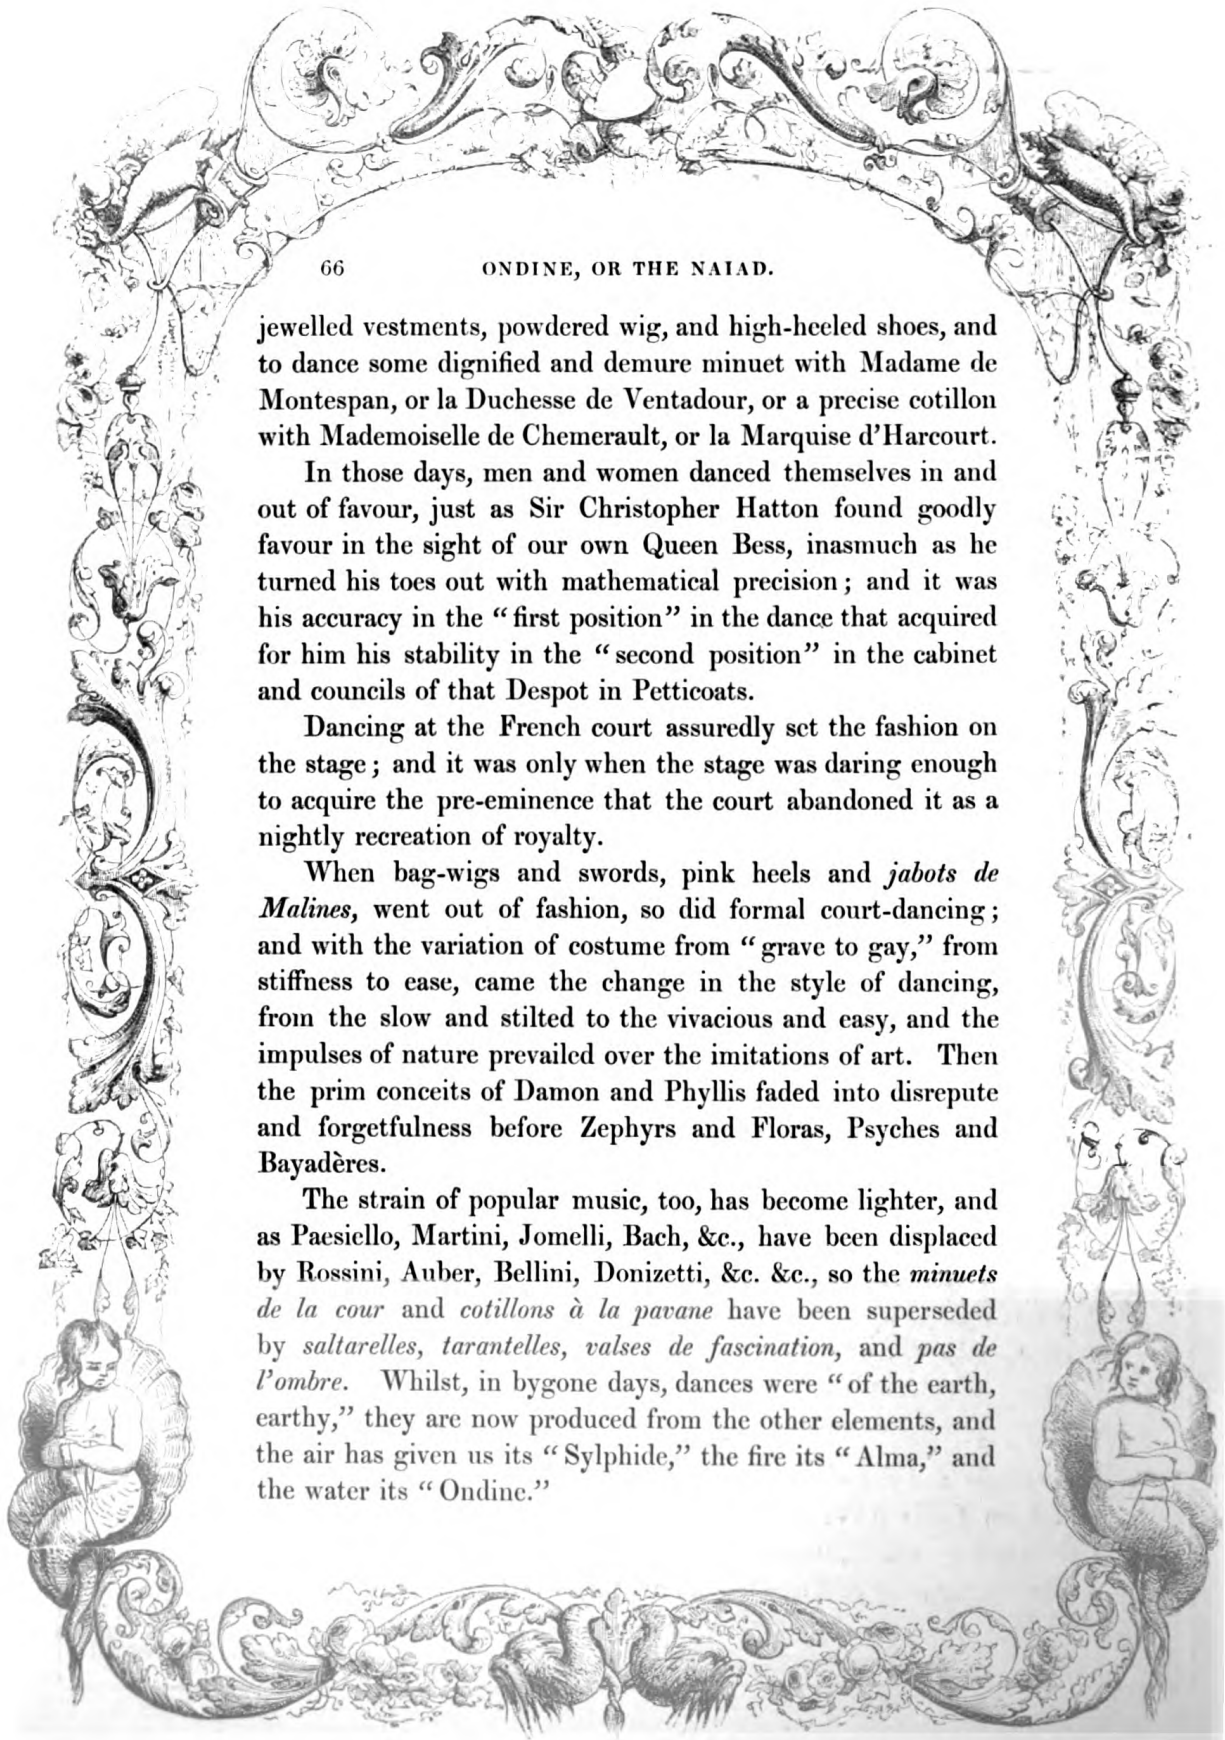 66 ONDINE, OR THE NAIAD.
jewelled vestments, powdered wig, and high-heeled shoes, and
to dance some dignified and demure minuet with Madame de
Montespan, or la Duchesse de Ventadour, or a precise cotillon
with Mademoiselle de Chemerault, or la Marquise d'Harcourt.
In those days, men and women danced themselves in and
out of favour, just as Sir Christopher Hatton found goodly
favour in the sight of our own Queen Bess, inasmuch as he
turned his toes out with mathematical precision; and it was
his accuracy in the "first position" in the dance that acquired
for him his stability in the "second position" in the cabinet
and councils of that Despot in Petticoats.
Dancing at the French court assuredly set the fashion on
the stage; and it was only when the stage was daring enough
to acquire the pre-eminence that the court abandoned it as a
nightly recreation of royalty.
When bag-wigs and swords, pink heels and jabots de
Malines, went out of fashion, so did formal court-dancing;
and with the variation of costume from "grave to gay," from
stiffness to ease, came the change in the style of dancing,
from the slow and stilted to the vivacious and easy, and the
impulses of nature prevailed over the imitations of art. Then
the prim conceits of Damon and Phyllis faded into disrepute
and forgetfulness before Zephyrs and Floras, Psyches and
Bayadères.
The strain of popular music, too, has become lighter, and
as Paesiello, Martini, Jomelli, Bach, &c., have been displaced
by Rossini, Auber, Bellini, Donizetti, &c. &c., so the minuets
de la cour and cotillons à la pavane have been superseded
by saltarelles, tarantelles, valses de fascination, and pas de
l'ombre. Whilst, in bygone days, dances were "of the earth,
earthy," they are now produced from the other elements, and
the air has given us its "Sylphide," the fire its "Alma," and
the water its "Ondine."